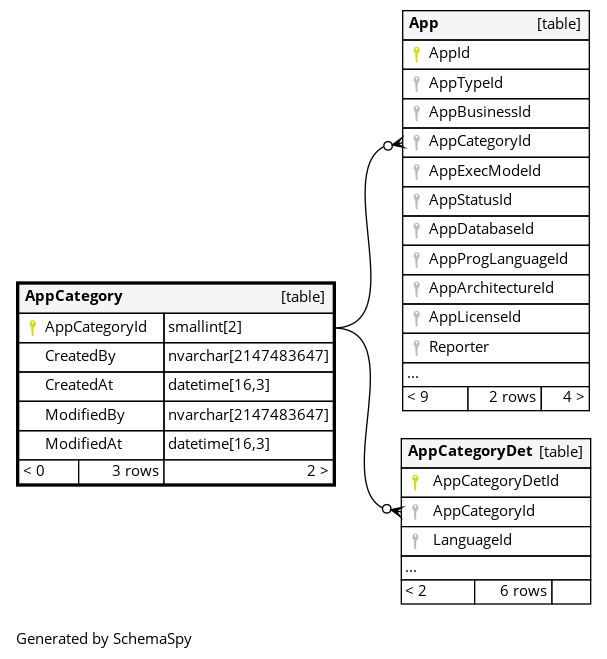 App [table]
AppId
AppTypeId
AppBusinessId
AppCategoryId
AppExecModeId
AppStatusId
AppDatabaseId
AppProgLanguageId
AppArchitectureId
AppLicenseId
Reporter
...
< 9 2 rows 4 >
AppCategory [table]
AppCategoryId smallint[2]
CreatedBy nvarchar[2147483647]
CreatedAt datetime[16,3]
ModifiedBy nvarchar[2147483647]
ModifiedAt datetime[16,3]
< 0 3 rows 2 >
AppCategoryDet [table]
AppCategoryDetId
AppCategoryId
LanguageId
...
< 2 6 rows
Generated by SchemaSpy